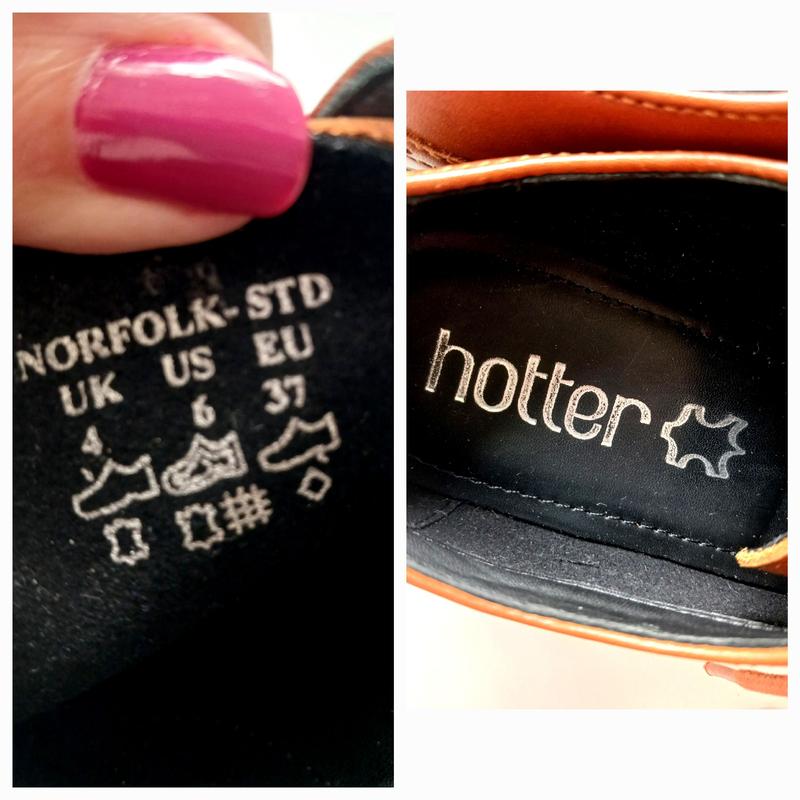 NORFOLK-STD
UK US EU
4 6 37
hotter